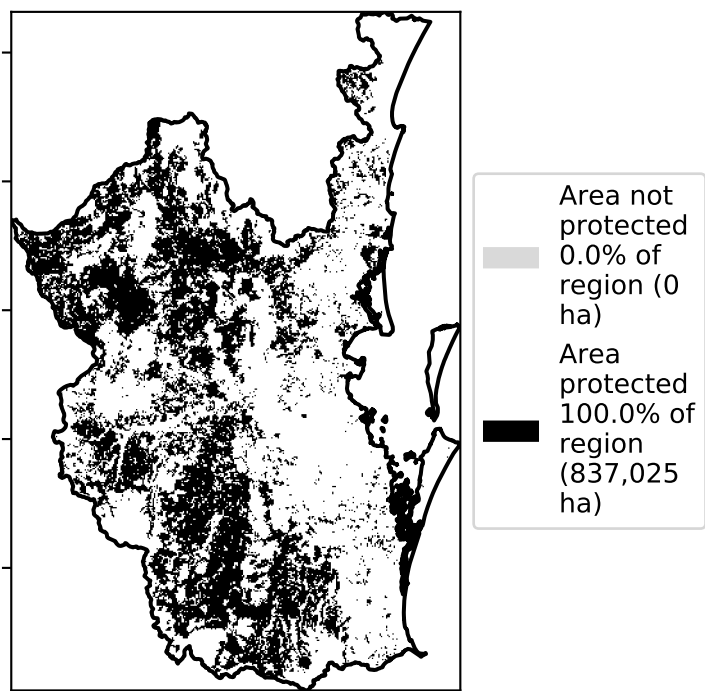 Area not
protected
0.0% of
region (0
ha)
Area
protected
100.0% of
region
(837,025
ha)